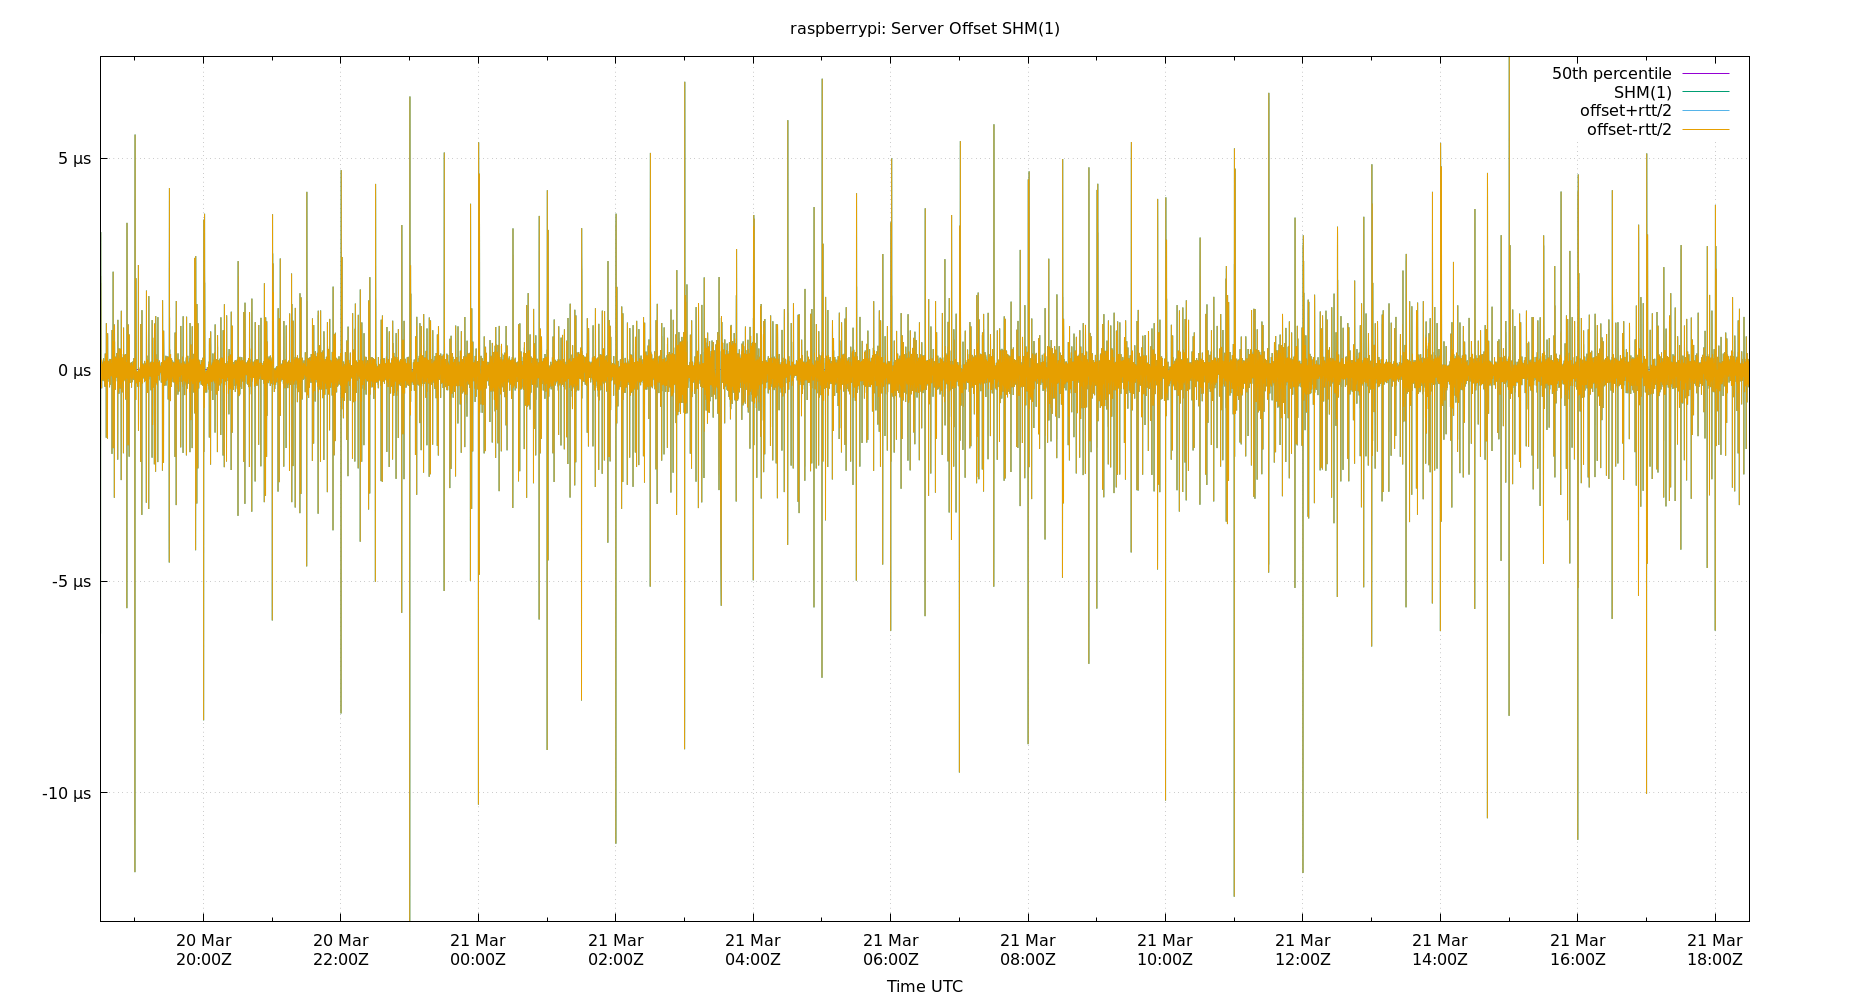 raspberrypi: Server Offset SHM(1)
50th percentile
SHM(1)
offset+rtt/2
offset-rtt/2
5 µs
0 µs
-5 µs
-10 µs
20 Mar 20 Mar 21 Mar 21 Mar 21 Mar 21 Mar 21 Mar 21 Mar 21 Mar 21 Mar 21 Mar 21 Mar
20:00Z 22:00Z 00:00Z 02:00Z 04:00Z 06:00Z 08:00Z 10:00Z 12:00Z 14:00Z 16:00Z 18:00Z
Time UTC